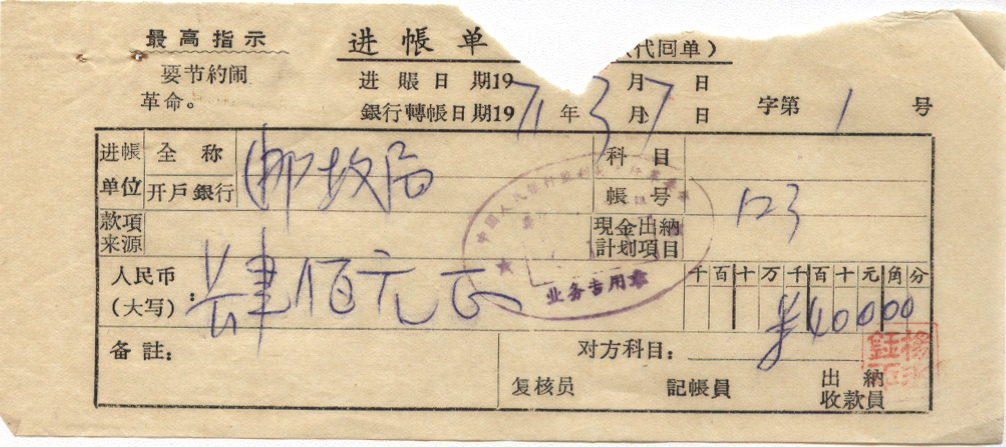 最高指示
要节約闹
革命。
进帳单
(代回单)
进賬日期19 月 日
銀行轉帳日期1971年3月7日 字第1号
进帳单位 全称
开戶銀行
邮政局
科目
帳号 123
款項来源
現金出納計划項目
业务专用章
人民币(大写): 肆佰元正
千百十万千百十元角分
¥40000
备註:
对方科目:
复核员 記帳員 出納收款員